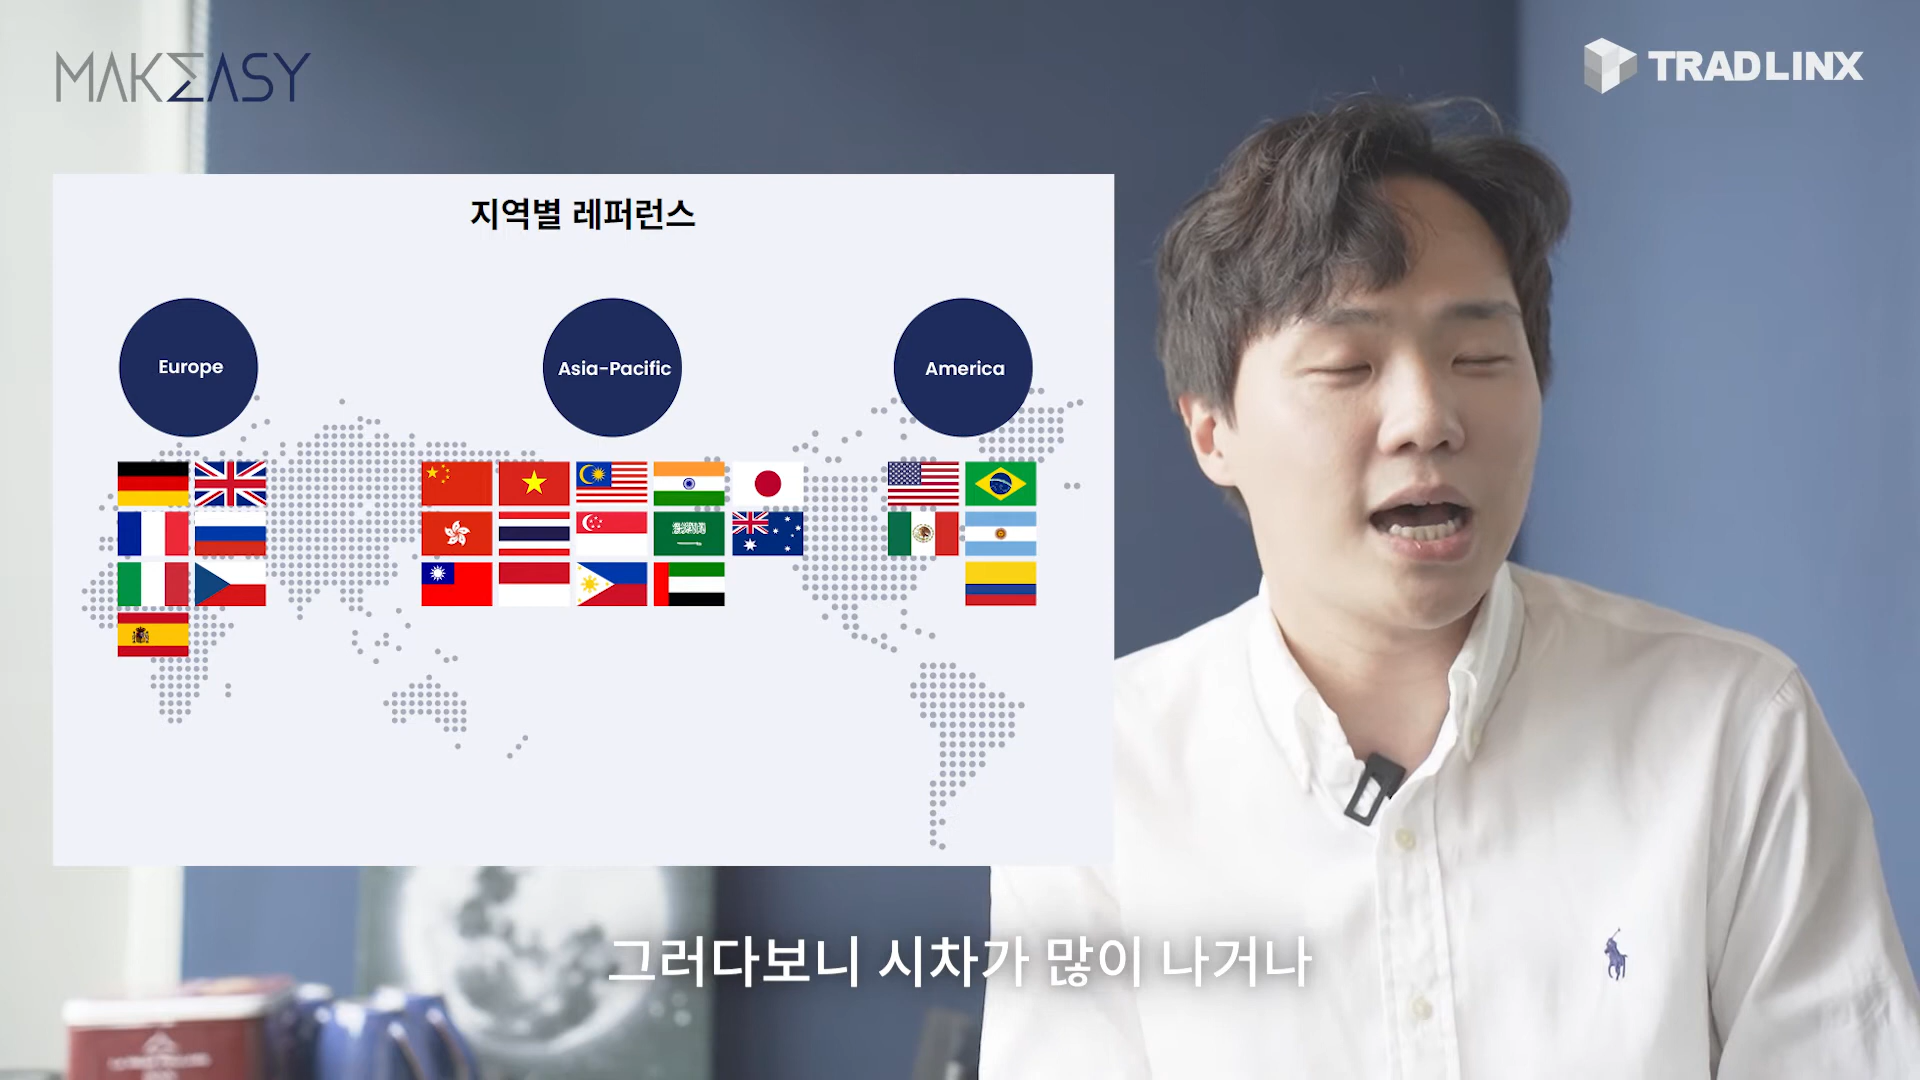 MAKEASY
TRADLINX
지역별 레퍼런스
Europe
Asia-Pacific
America
그러다보니 시차가 많이 나거나